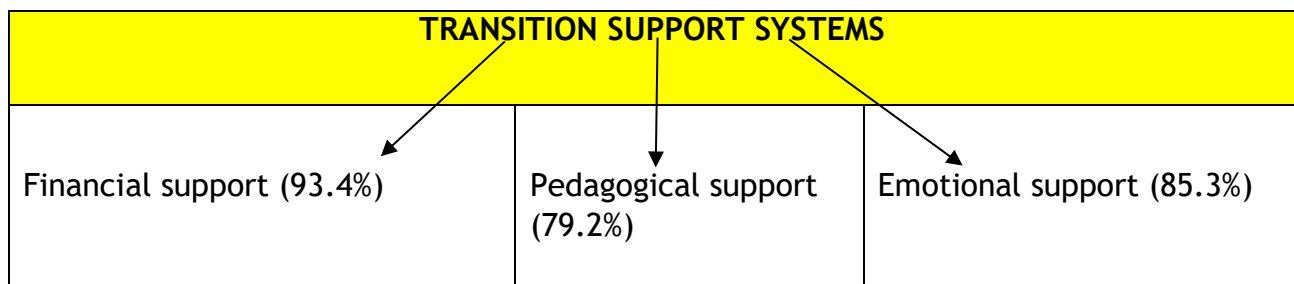 TRANSITION SUPPORT SYSTEMS
Financial support (93.4%)
Pedagogical support
(79.2%)
Emotional support (85.3%)